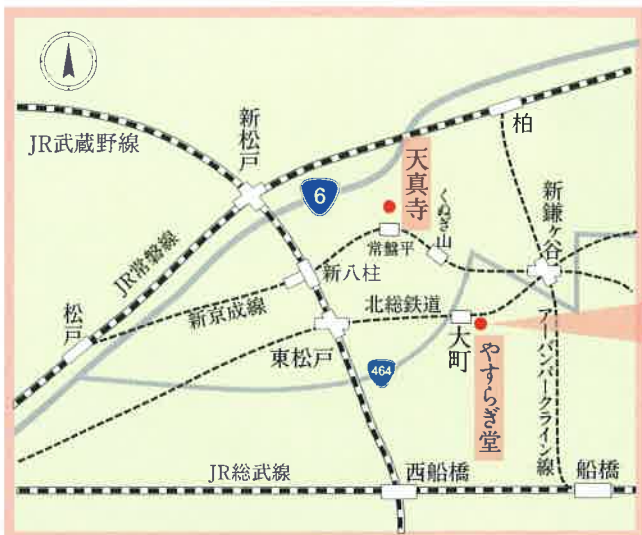 JR武蔵野線
新松戸
6
天真寺
柏
くぬぎ山
新鎌ヶ谷
常盤平
JR常磐線
新八柱
松戸
新京成線
北総鉄道
東松戸
大町
464
やすらぎ堂
アーバンパークライン線
JR総武線
西船橋
船橋